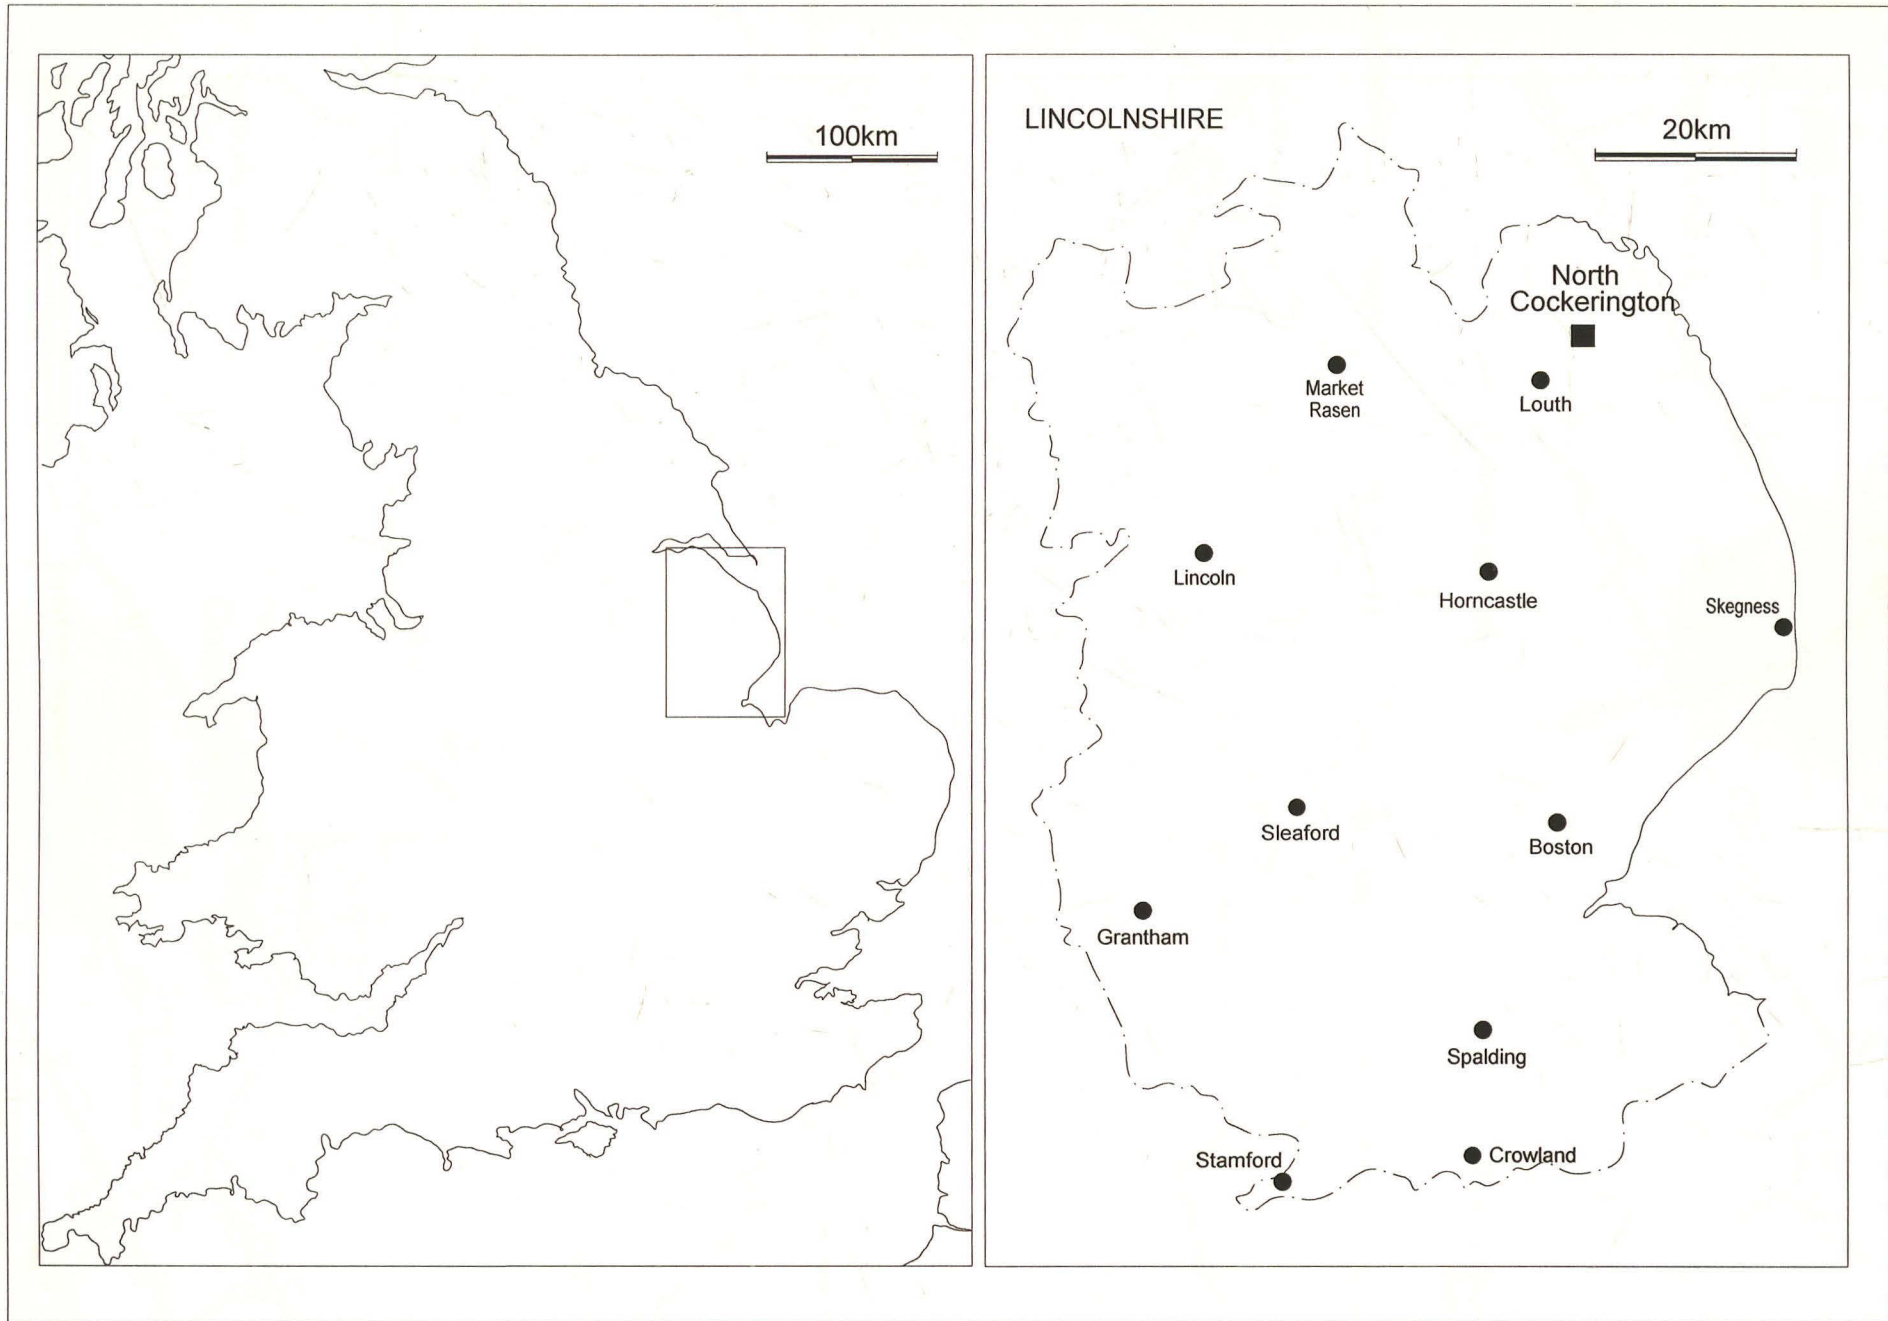 100km
LINCOLNSHIRE
20km
North
Cockerington
Market
Rasen
Louth
Lincoln
Horncastle
Skegness
Sleaford
Boston
Grantham
Spalding
Stamford
Crowland